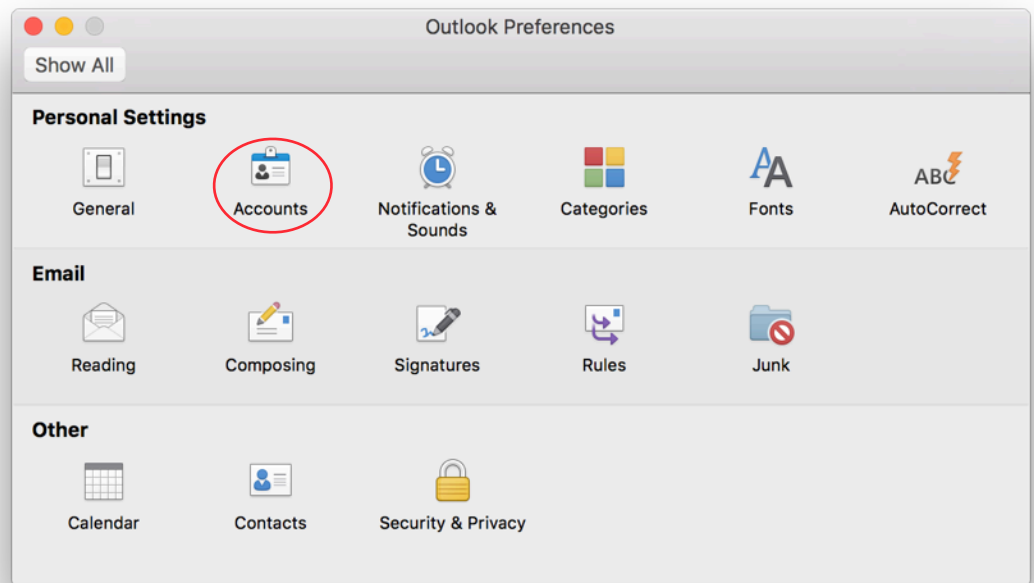 Outlook Preferences
Show All
Personal Settings
General
Accounts
Notifications &
Sounds
Categories
Fonts
ABC
AutoCorrect
Email
Reading
Composing
Signatures
Rules
Junk
Other
Calendar
Contacts
Security & Privacy